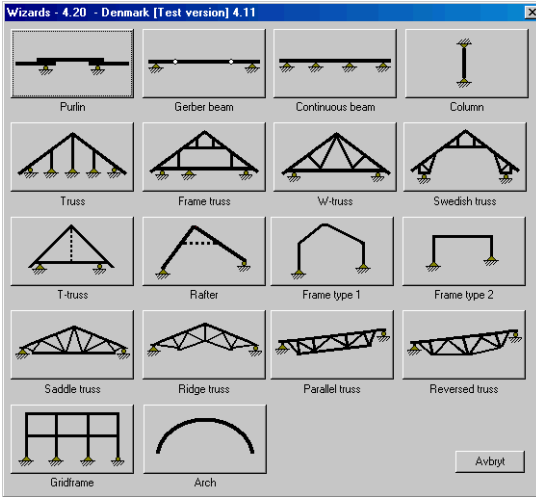 Wizards - 4.20 - Denmark [Test version] 4.11
Purlin
Gerber beam
Continuous beam
Column
Truss
Frame truss
W-truss
Swedish truss
T-truss
Rafter
Frame type 1
Frame type 2
Saddle truss
Ridge truss
Parallel truss
Reversed truss
Gridframe
Arch
Avbryt